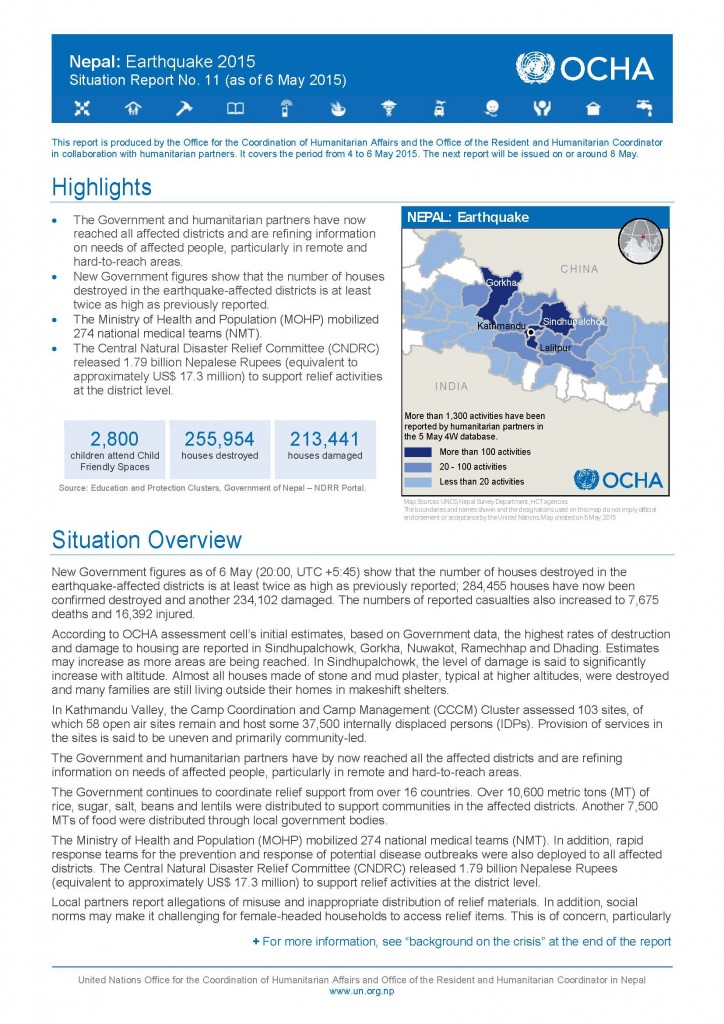 Nepal: Earthquake 2015
Situation Report No. 11 (as of 6 May 2015)
OCHA
This report is produced by the Office for the Coordination of Humanitarian Affairs and the Office of the Resident and Humanitarian Coordinator
in collaboration with humanitarian partners. It covers the period from 4 to 6 May 2015. The next report will be issued on or around 8 May.
Highlights
• The Government and humanitarian partners have now
reached all affected districts and are refining information
on needs of affected people, particularly in remote and
hard-to-reach areas.
• New Government figures show that the number of houses
destroyed in the earthquake-affected districts is at least
twice as high as previously reported.
• The Ministry of Health and Population (MOHP) mobilized
274 national medical teams (NMT).
• The Central Natural Disaster Relief Committee (CNDRC)
released 1.79 billion Nepalese Rupees (equivalent to
approximately US$ 17.3 million) to support relief activities
at the district level.
2,800
children attend Child
Friendly Spaces
255,954
houses destroyed
213,441
houses damaged
Source: Education and Protection Clusters, Government of Nepal – NDRR Portal.
NEPAL: Earthquake
CHINA
Gorkha
Sindhupalchok
Kathmandu
Lalitpur
INDIA
More than 1,300 activities have been
reported by humanitarian partners in
the 5 May 4W database.
More than 100 activities
20 - 100 activities
Less than 20 activities
OCHA
Map Sources: UNCS, Nepal Survey Department, HCT agencies
The boundaries and names shown and the designations used on this map do not imply official
endorsement or acceptance by the United Nations. Map created on 6 May, 2015
Situation Overview
New Government figures as of 6 May (20:00, UTC +5:45) show that the number of houses destroyed in the
earthquake-affected districts is at least twice as high as previously reported; 284,455 houses have now been
confirmed destroyed and another 234,102 damaged. The numbers of reported casualties also increased to 7,675
deaths and 16,392 injured.
According to OCHA assessment cell's initial estimates, based on Government data, the highest rates of destruction
and damage to housing are reported in Sindhupalchowk, Gorkha, Nuwakot, Ramechhap and Dhading. Estimates
may increase as more areas are being reached. In Sindhupalchowk, the level of damage is said to significantly
increase with altitude. Almost all houses made of stone and mud plaster, typical at higher altitudes, were destroyed
and many families are still living outside their homes in makeshift shelters.
In Kathmandu Valley, the Camp Coordination and Camp Management (CCCM) Cluster assessed 103 sites, of
which 58 open air sites remain and host some 37,500 internally displaced persons (IDPs). Provision of services in
the sites is said to be uneven and primarily community-led.
The Government and humanitarian partners have by now reached all the affected districts and are refining
information on needs of affected people, particularly in remote and hard-to-reach areas.
The Government continues to coordinate relief support from over 16 countries. Over 10,600 metric tons (MT) of
rice, sugar, salt, beans and lentils were distributed to support communities in the affected districts. Another 7,500
MTs of food were distributed through local government bodies.
The Ministry of Health and Population (MOHP) mobilized 274 national medical teams (NMT). In addition, rapid
response teams for the prevention and response of potential disease outbreaks were also deployed to all affected
districts. The Central Natural Disaster Relief Committee (CNDRC) released 1.79 billion Nepalese Rupees
(equivalent to approximately US$ 17.3 million) to support relief activities at the district level.
Local partners report allegations of misuse and inappropriate distribution of relief materials. In addition, social
norms may make it challenging for female-headed households to access relief items. This is of concern, particularly
+ For more information, see "background on the crisis" at the end of the report
United Nations Office for the Coordination of Humanitarian Affairs and Office of the Resident and Humanitarian Coordinator in Nepal
www.un.org.np